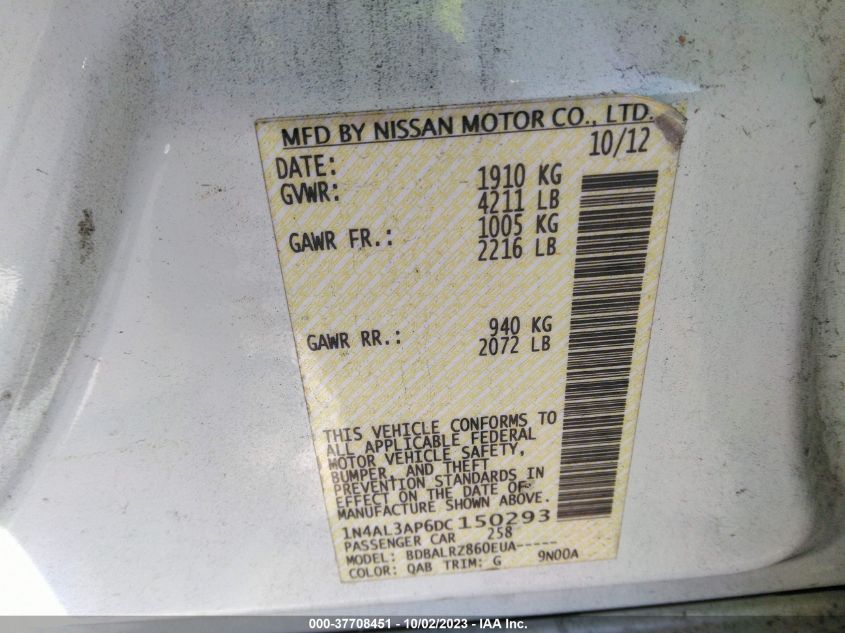 MFD BY NISSAN MOTOR CO., LTD.
DATE: 10/12
GVWR: 1910 KG
4211 LB
GAWR FR.: 1005 KG
2216 LB
GAWR RR.: 940 KG
2072 LB
THIS VEHICLE CONFORMS TO
ALL APPLICABLE FEDERAL
MOTOR VEHICLE SAFETY,
BUMPER, AND THEFT
PREVENTION STANDARDS IN
EFFECT ON THE DATE OF
MANUFACTURE SHOWN ABOVE.
1N4AL3AP6DC150293
PASSENGER CAR 258
MODEL: BDBALRZ860EUA-----
COLOR: QAB TRIM: G 9N00A
000-37708451 - 10/02/2023 - IAA Inc.